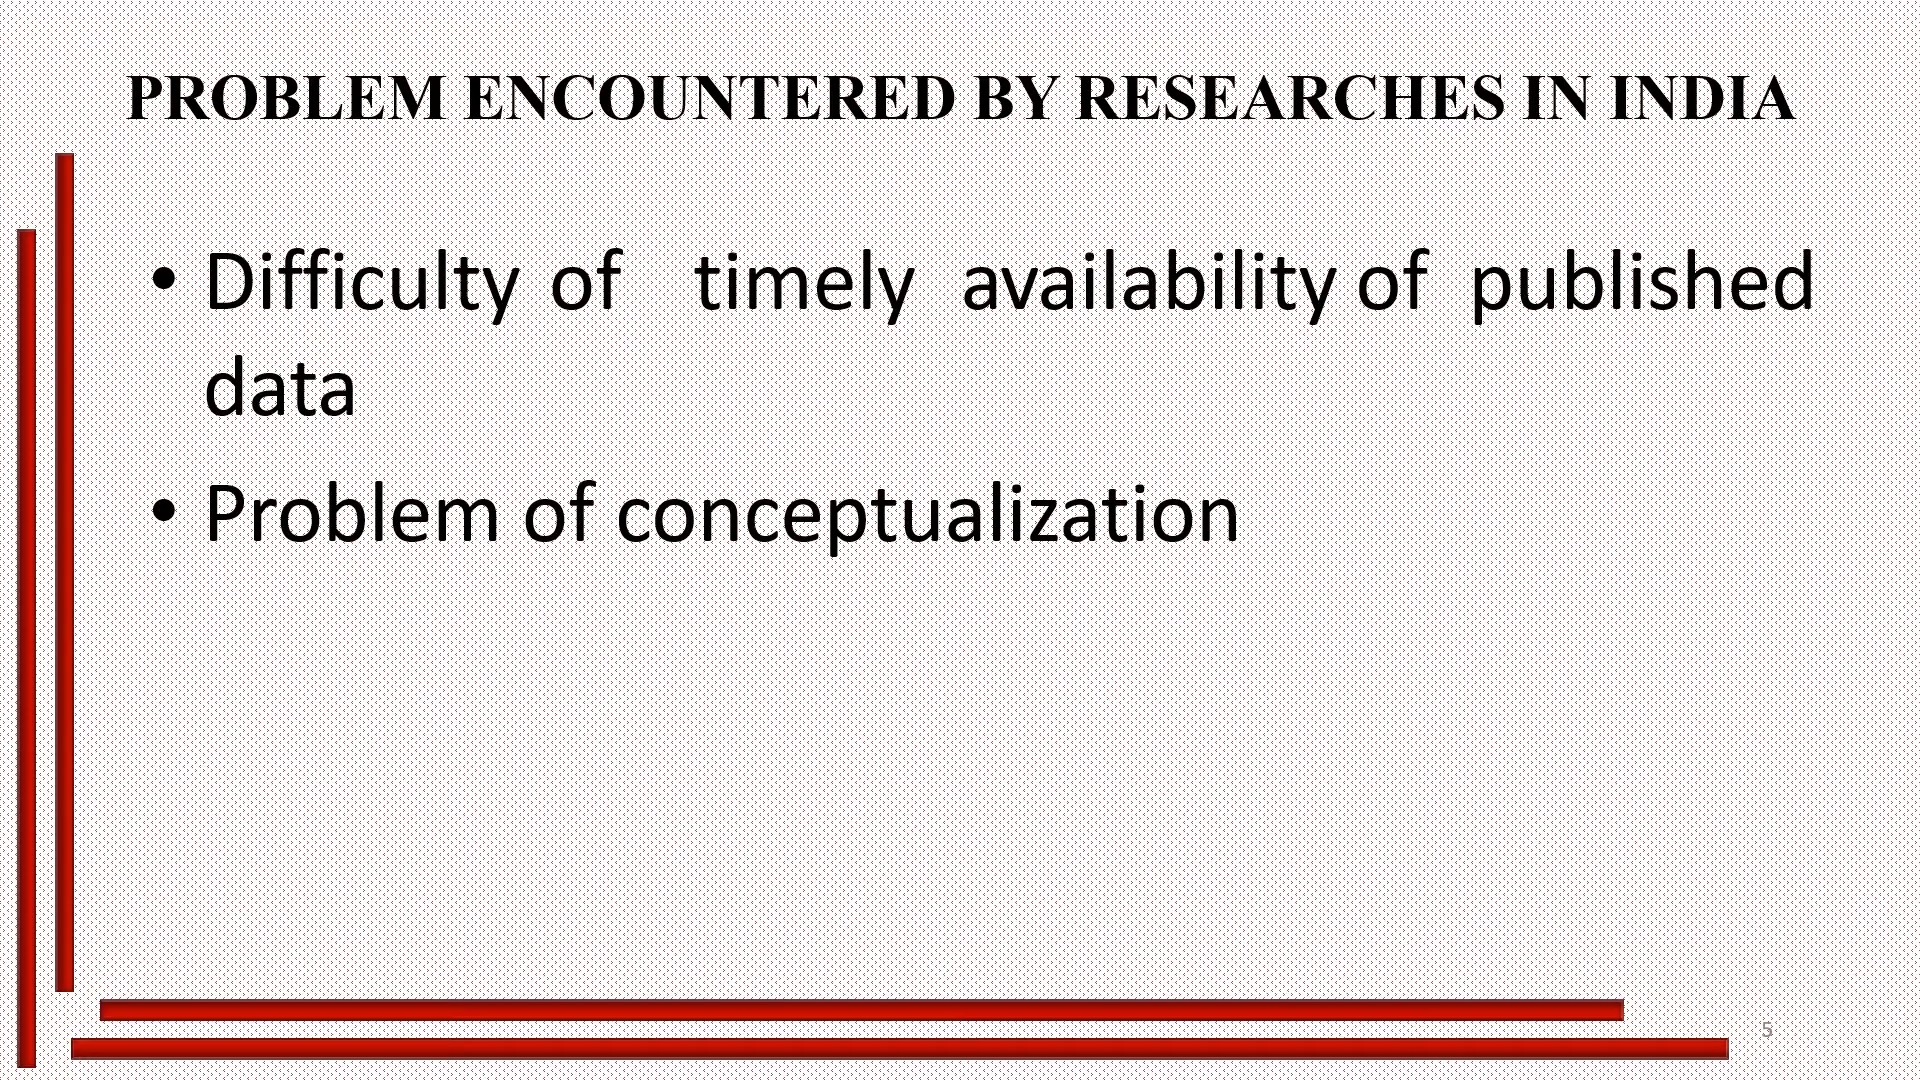 PROBLEM ENCOUNTERED BY RESEARCHES IN INDIA
• Difficulty of timely availability of published
data
• Problem of conceptualization
5